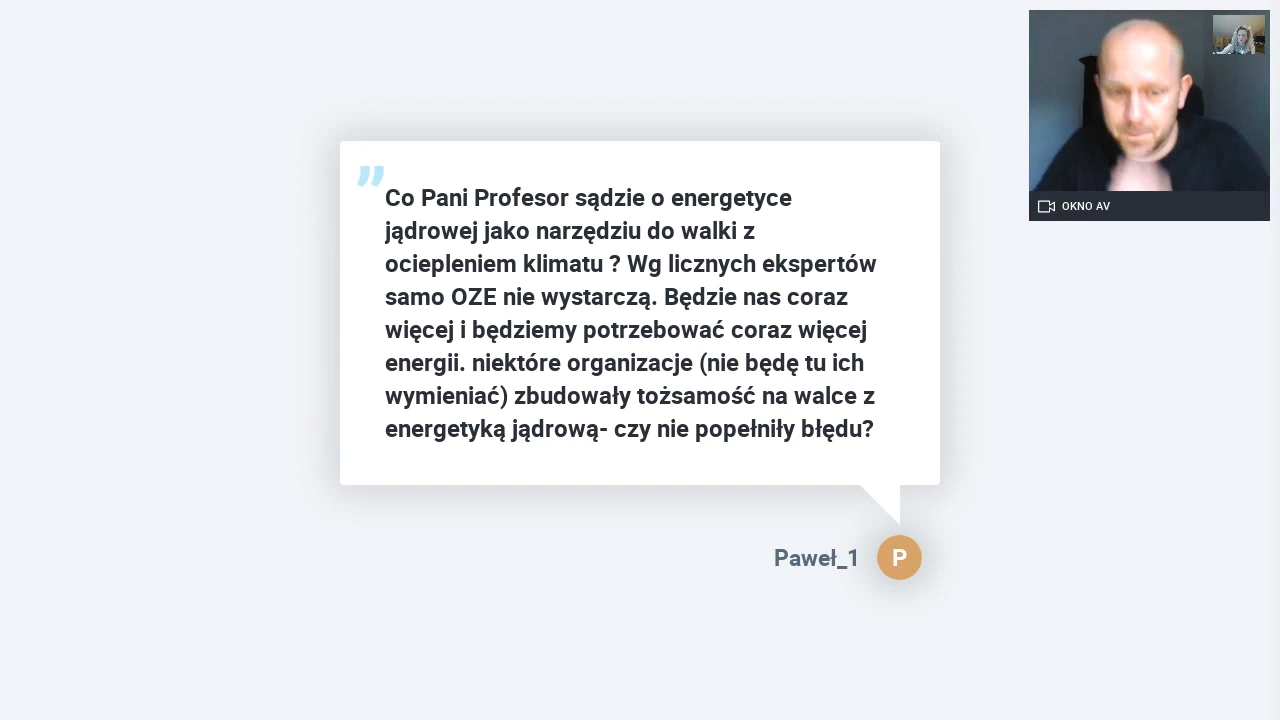 ”
Co Pani Profesor sądzie o energetyce
jądrowej jako narzędziu do walki z
ociepleniem klimatu ? Wg licznych ekspertów
samo OZE nie wystarczą. Będzie nas coraz
więcej i będziemy potrzebować coraz więcej
energii. niektóre organizacje (nie będę tu ich
wymieniać) zbudowały tożsamość na walce z
energetyką jądrową- czy nie popełniły błędu?
Paweł_1
P
OKNO AV